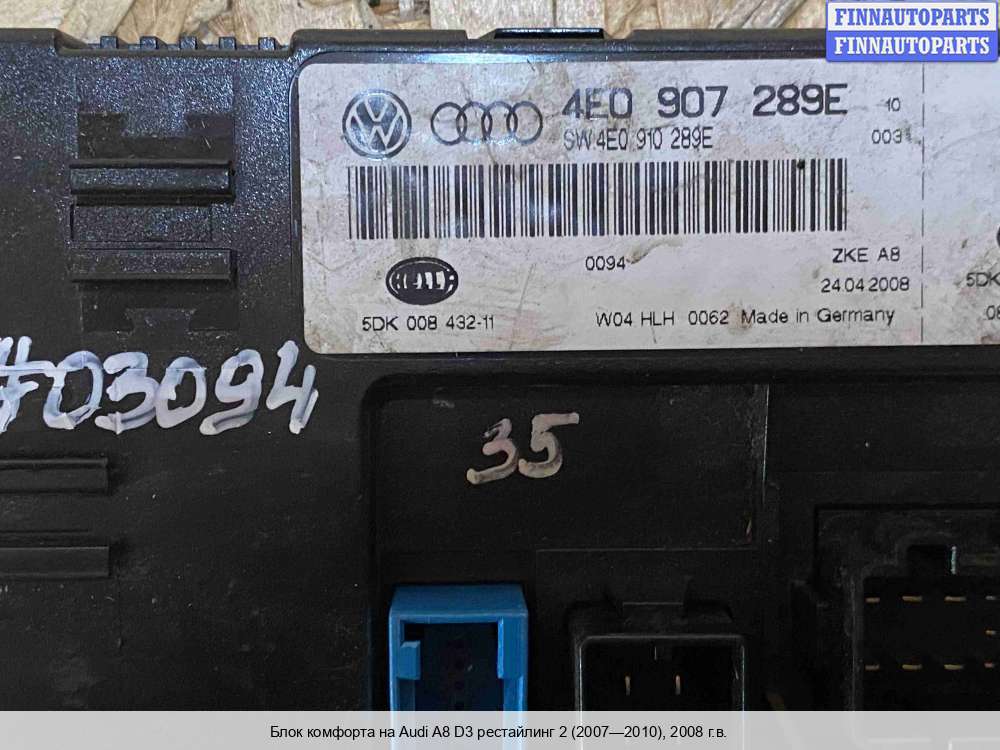 FINNAUTOPARTS
FINNAUTOPARTS
4E0 907 289E 10
SW 4E0 910 289E 003
0094
ZKE A8
HELLA
24.04.2008
5DK
5DK 008 432-11
W04 HLH 0062 Made in Germany
#03094
35
Блок комфорта на Audi A8 D3 рестайлинг 2 (2007—2010), 2008 г.в.